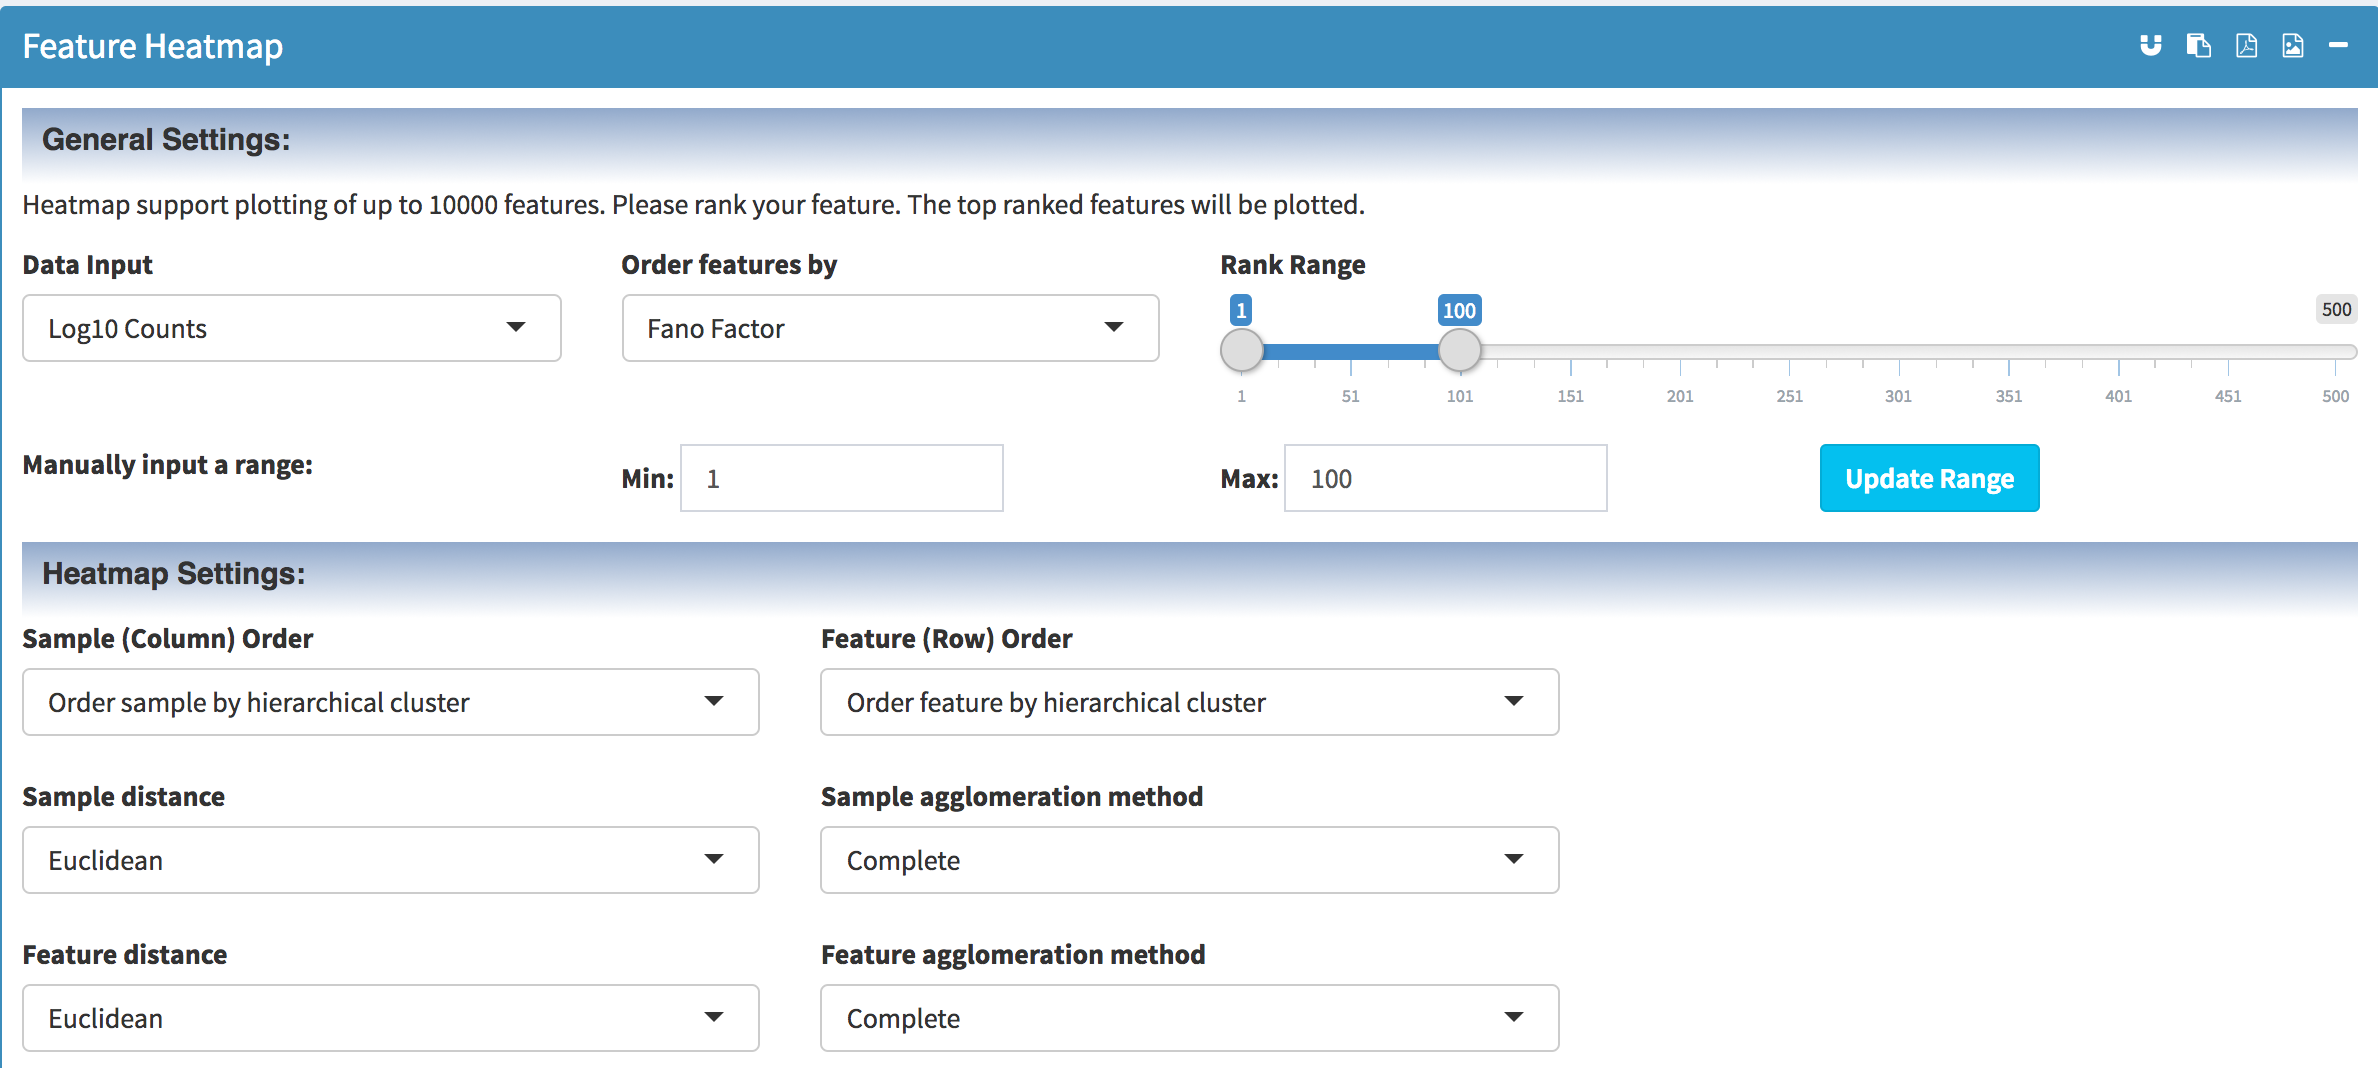 Feature Heatmap
General Settings:
Heatmap support plotting of up to 10000 features. Please rank your feature. The top ranked features will be plotted.
Data Input
Order features by
Rank Range
Log10 Counts
Fano Factor
1
100
500
1 51 101 151 201 251 301 351 401 451 500
Manually input a range:
Min: 1
Max: 100
Update Range
Heatmap Settings:
Sample (Column) Order
Feature (Row) Order
Order sample by hierarchical cluster
Order feature by hierarchical cluster
Sample distance
Sample agglomeration method
Euclidean
Complete
Feature distance
Feature agglomeration method
Euclidean
Complete